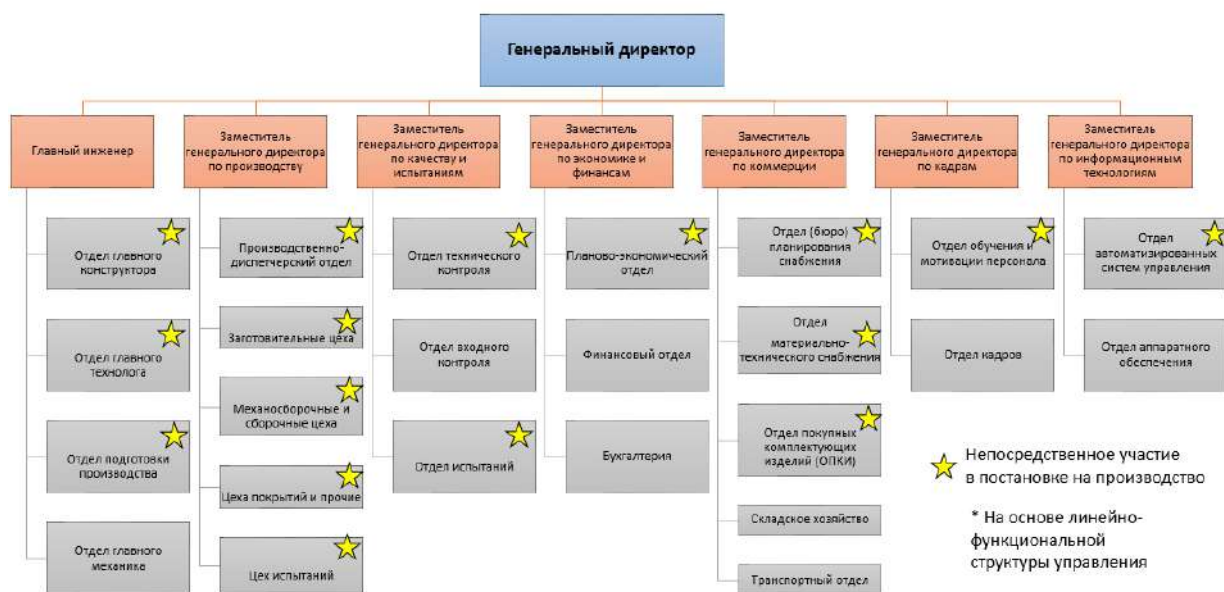 Генеральный директор
Главный инженер
Заместитель
генерального директора
по производству
Заместитель
генерального директора
по качеству и
испытаниям
Заместитель
генерального директора
по экономике и
финансам
Заместитель
генерального директора
по коммерции
Заместитель
генерального директора
по кадрам
Заместитель
генерального директора
по информационным
технологиям
Отдел главного
конструктора
Отдел главного
технолога
Отдел подготовки
производства
Отдел главного
механика
Производственно-
диспетчерский отдел
Заготовительные цеха
Механосборочные и
сборочные цеха
Цеха покрытий и прочие
Цех испытаний
Отдел технического
контроля
Отдел входного
контроля
Отдел испытаний
Планово-экономический
отдел
Финансовый отдел
Бухгалтерия
Отдел (бюро)
планирования
снабжения
Отдел
материально-
технического снабжения
Отдел покупных
комплектующих
изделий (ОПКИ)
Складское хозяйство
Транспортный отдел
Отдел обучения и
мотивации персонала
Отдел кадров
Отдел
автоматизированных
систем управления
Отдел аппаратного
обеспечения
Непосредственное участие
в постановке на производство
* На основе линейно-
функциональной
структуры управления